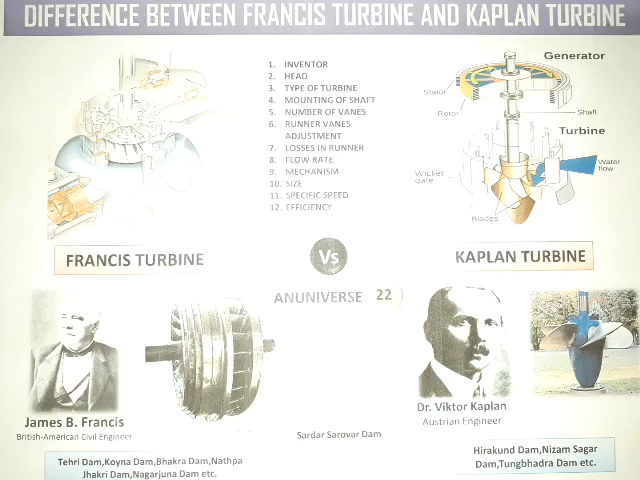 DIFFERENCE BETWEEN FRANCIS TURBINE AND KAPLAN TURBINE
1. INVENTOR
2. HEAD
3. TYPE OF TURBINE
4. MOUNTING OF SHAFT
5. NUMBER OF VANES
6. RUNNER VANES
ADJUSTMENT
7. LOSSES IN RUNNER
8. FLOW RATE
9. MECHANISM
10. SIZE
11. SPECIFIC SPEED
12. EFFICIENCY
Generator
Stator
Rotor
Shaft
Turbine
Water
flow
Wicket
gate
Blades
FRANCIS TURBINE
Vs
KAPLAN TURBINE
ANUNIVERSE 22
James B. Francis
British-American Civil Engineer
Dr. Viktor Kaplan
Austrian Engineer
Sardar Sarovar Dam
Tehri Dam,Koyna Dam,Bhakra Dam,Nathpa
Jhakri Dam,Nagarjuna Dam etc.
Hirakund Dam,Nizam Sagar
Dam,Tungbhadra Dam etc.